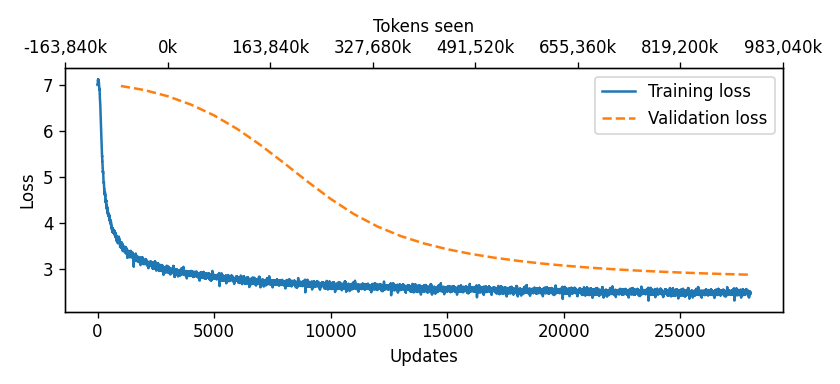 Tokens seen
-163,840k 0k 163,840k 327,680k 491,520k 655,360k 819,200k 983,040k
7
6
5
4
3
Loss
Training loss
Validation loss
0 5000 10000 15000 20000 25000
Updates